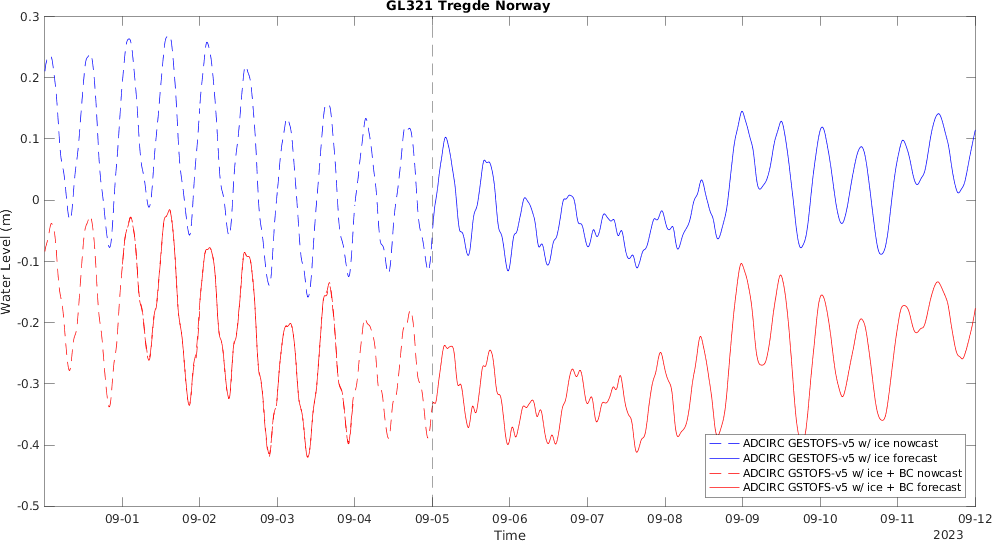 GL321 Tregde Norway
0.3
0.2
0.1
0
-0.1
-0.2
-0.3
-0.4
-0.5
Water Level (m)
ADCIRC GESTOFS-v5 w/ ice nowcast
ADCIRC GESTOFS-v5 w/ ice forecast
ADCIRC GSTOFS-v5 w/ ice + BC nowcast
ADCIRC GSTOFS-v5 w/ ice + BC forecast
09-01 09-02 09-03 09-04 09-05 09-06 09-07 09-08 09-09 09-10 09-11 09-12
Time
2023